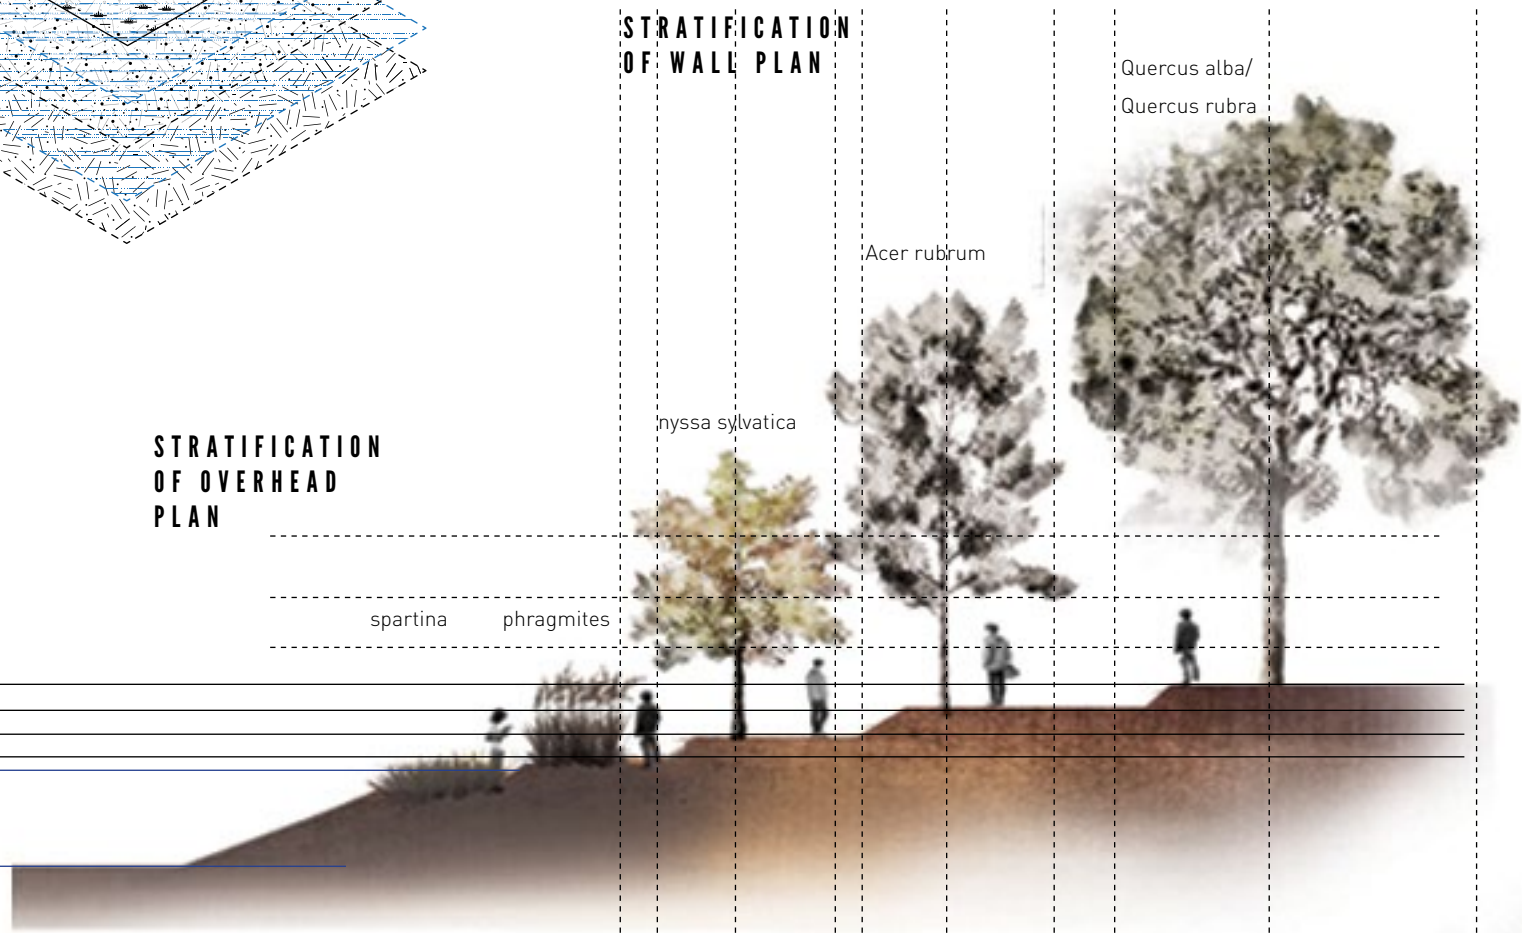 STRATIFICATION
OF WALL PLAN
Quercus alba/
Quercus rubra
Acer rubrum
nyssa sylvatica
STRATIFICATION
OF OVERHEAD
PLAN
spartina
phragmites